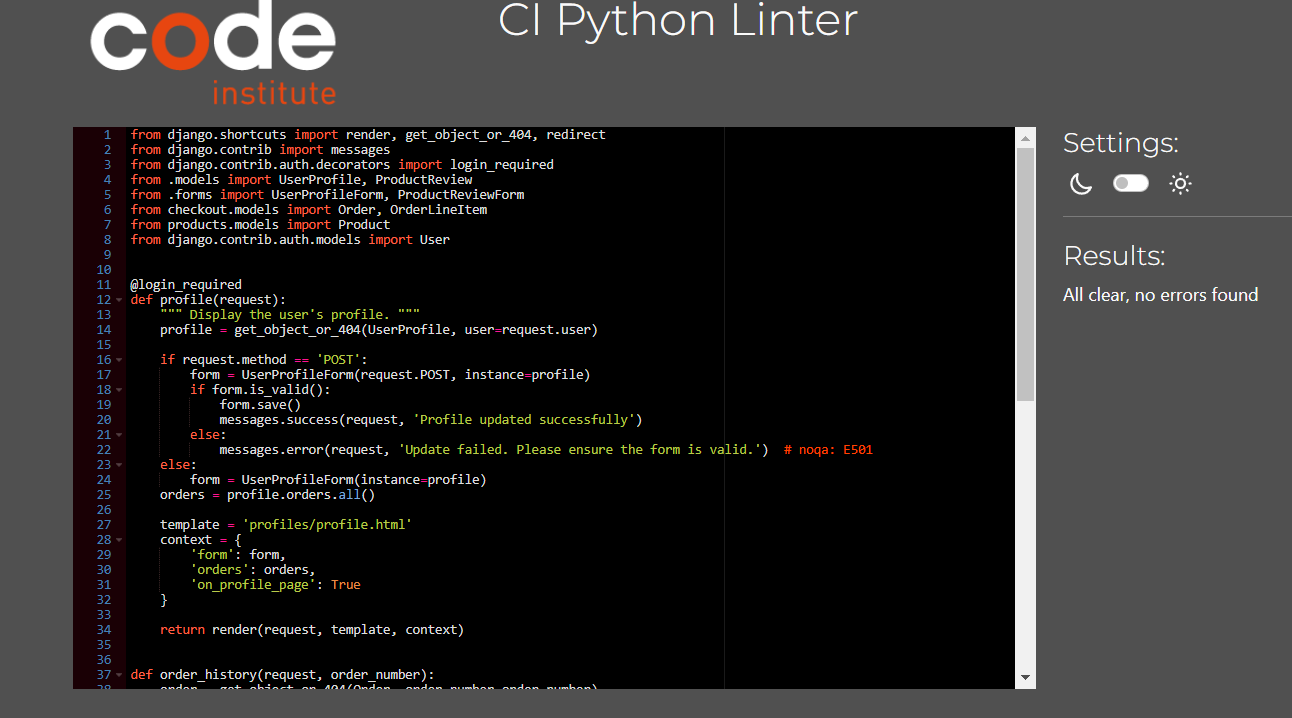 code
institute
CI Python Linter
1 from django.shortcuts import render, get_object_or_404, redirect
2 from django.contrib import messages
3 from django.contrib.auth.decorators import login_required
4 from .models import UserProfile, ProductReview
5 from .forms import UserProfileForm, ProductReviewForm
6 from checkout.models import Order, OrderLineItem
7 from products.models import Product
8 from django.contrib.auth.models import User
9
10
11 @login_required
12 def profile(request):
13     """ Display the user's profile. """
14     profile = get_object_or_404(UserProfile, user=request.user)
15
16     if request.method == 'POST':
17         form = UserProfileForm(request.POST, instance=profile)
18         if form.is_valid():
19             form.save()
20             messages.success(request, 'Profile updated successfully')
21         else:
22             messages.error(request, 'Update failed. Please ensure the form is valid.')  # noqa: E501
23     else:
24         form = UserProfileForm(instance=profile)
25     orders = profile.orders.all()
26
27     template = 'profiles/profile.html'
28     context = {
29         'form': form,
30         'orders': orders,
31         'on_profile_page': True
32     }
33
34     return render(request, template, context)
35
36
37 def order_history(request, order_number):
38     order = get_object_or_404(Order, order_number=order_number)
Settings:
Results:
All clear, no errors found